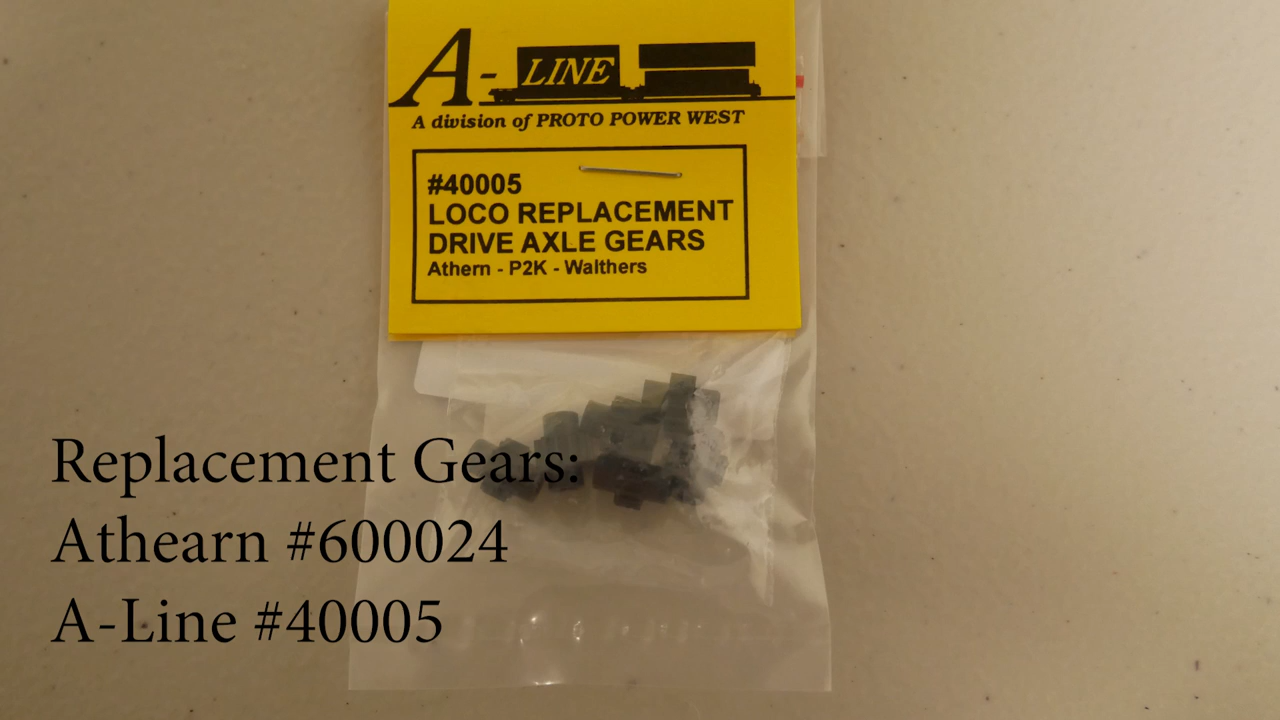 A-LINE
A division of PROTO POWER WEST
#40005
LOCO REPLACEMENT
DRIVE AXLE GEARS
Athern - P2K - Walthers
Replacement Gears:
Athearn #600024
A-Line #40005